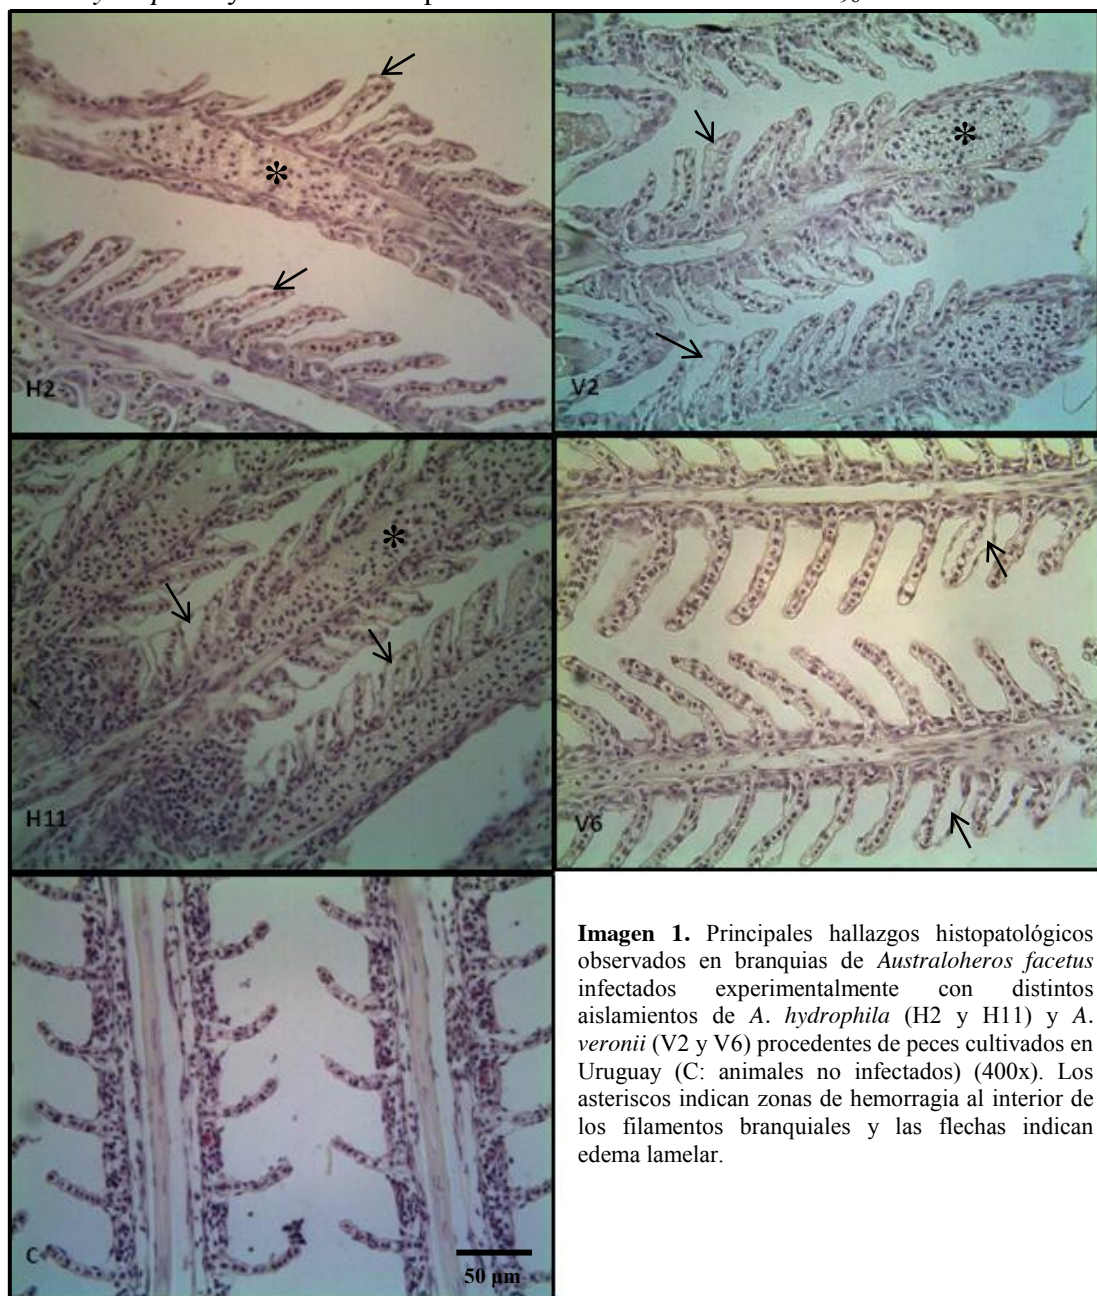 H2
V2
H11
V6
C
50 µm
Imagen 1. Principales hallazgos histopatológicos
observados en branquias de Australoheros facetus
infectados experimentalmente con distintos
aislamientos de A. hydrophila (H2 y H11) y A.
veronii (V2 y V6) procedentes de peces cultivados en
Uruguay (C: animales no infectados) (400x). Los
asteriscos indican zonas de hemorragia al interior de
los filamentos branquiales y las flechas indican
edema lamelar.